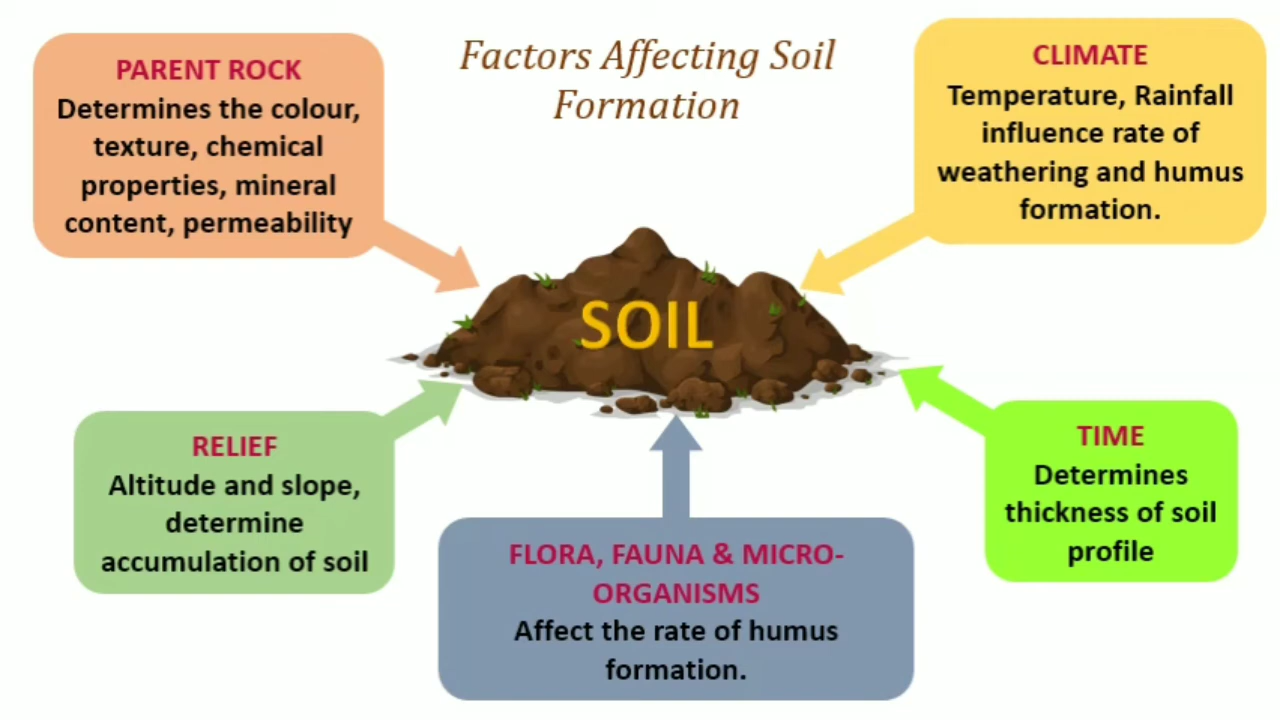 Factors Affecting Soil
Formation
PARENT ROCK
Determines the colour,
texture, chemical
properties, mineral
content, permeability
CLIMATE
Temperature, Rainfall
influence rate of
weathering and humus
formation.
SOIL
RELIEF
Altitude and slope,
determine
accumulation of soil
FLORA, FAUNA & MICRO-
ORGANISMS
Affect the rate of humus
formation.
TIME
Determines
thickness of soil
profile